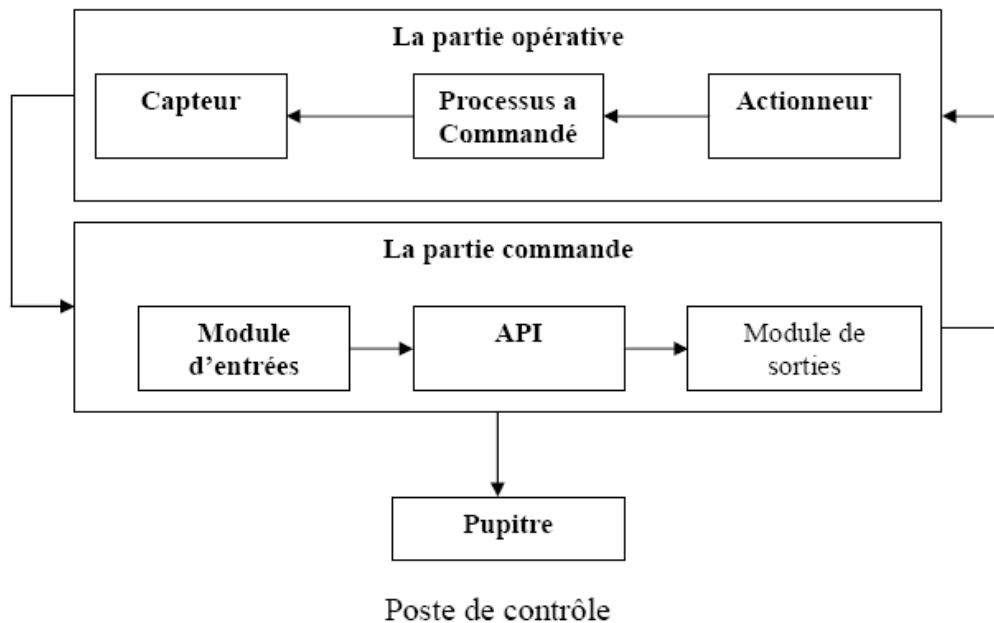 La partie opérative
Capteur
Processus a
Commandé
Actionneur
La partie commande
Module
d'entrées
API
Module de
sorties
Pupitre
Poste de contrôle